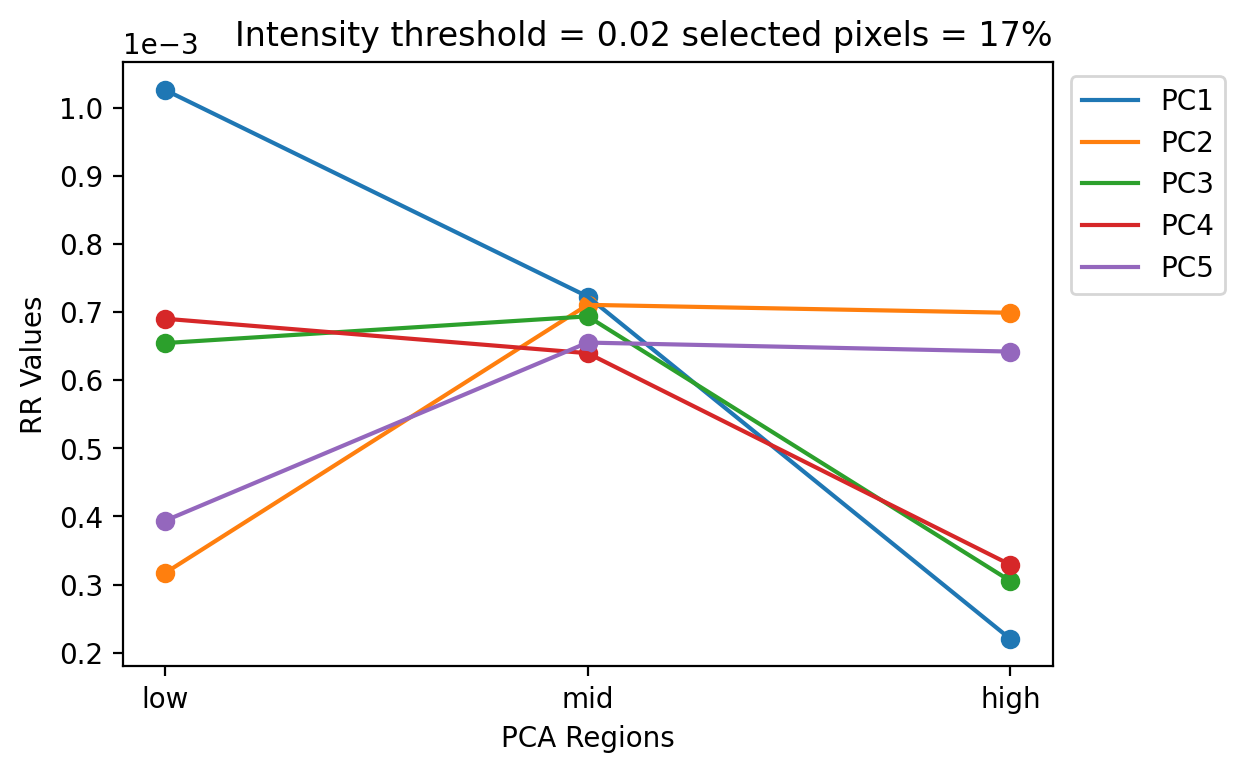 Intensity threshold = 0.02 selected pixels = 17%
1e−3
1.0
0.9
0.8
0.7
0.6
0.5
0.4
0.3
0.2
RR Values
low
mid
high
PCA Regions
PC1
PC2
PC3
PC4
PC5